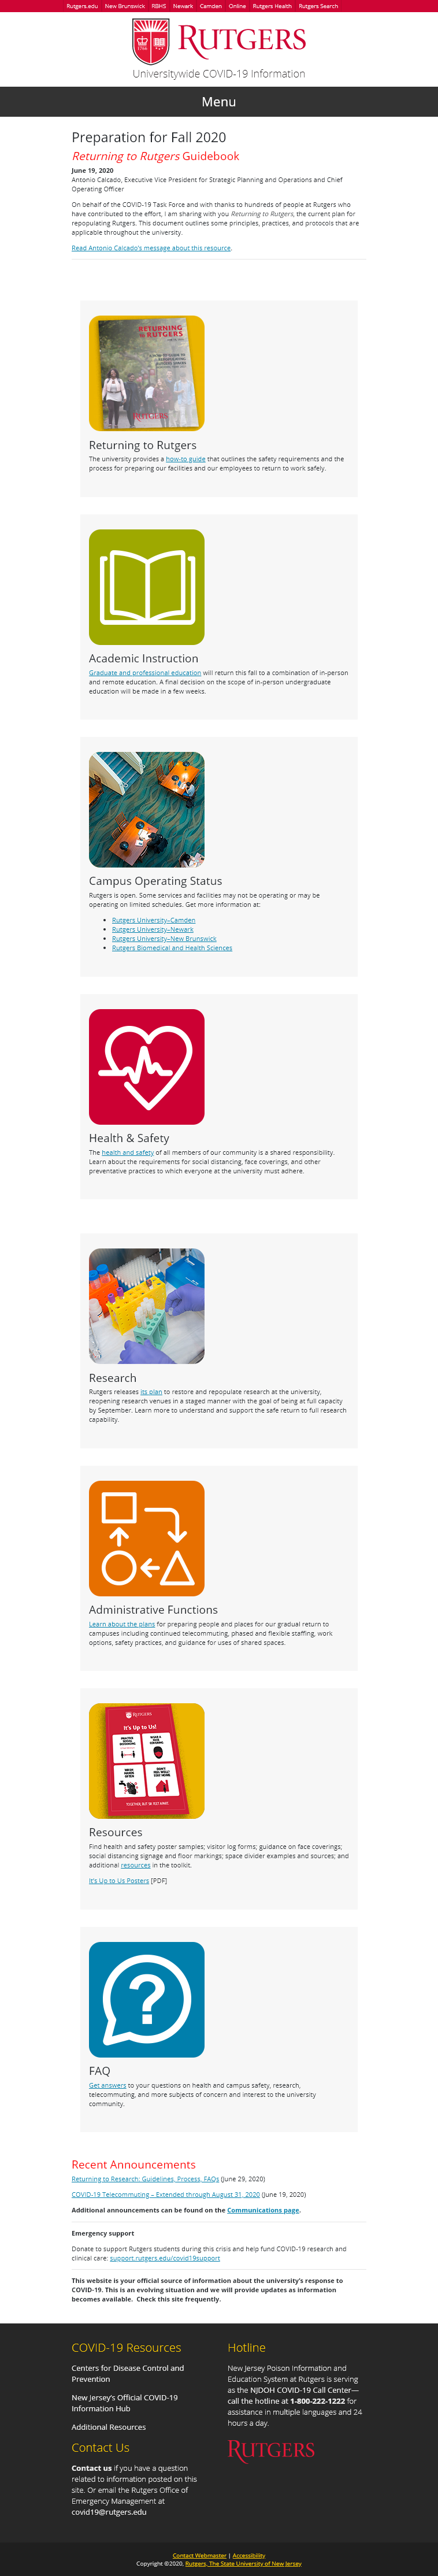 Rutgers.edu New Brunswick RBHS Newark Camden Online Rutgers Health Rutgers Search
RUTGERS
Universitywide COVID-19 Information
Menu
Preparation for Fall 2020
Returning to Rutgers Guidebook
June 19, 2020
Antonio Calcado, Executive Vice President for Strategic Planning and Operations and Chief
Operating Officer
On behalf of the COVID-19 Task Force and with thanks to hundreds of people at Rutgers who
have contributed to the effort, I am sharing with you Returning to Rutgers, the current plan for
repopulating Rutgers. This document outlines some principles, practices, and protocols that are
applicable throughout the university.
Read Antonio Calcado's message about this resource.
RETURNING TO
RUTGERS
RUTGERS
Returning to Rutgers
The university provides a how-to guide that outlines the safety requirements and the
process for preparing our facilities and our employees to return to work safely.
Academic Instruction
Graduate and professional education will return this fall to a combination of in-person
and remote education. A final decision on the scope of in-person undergraduate
education will be made in a few weeks.
Campus Operating Status
Rutgers is open. Some services and facilities may not be operating or may be
operating on limited schedules. Get more information at:
Rutgers University–Camden
Rutgers University–Newark
Rutgers University–New Brunswick
Rutgers Biomedical and Health Sciences
Health & Safety
The health and safety of all members of our community is a shared responsibility.
Learn about the requirements for social distancing, face coverings, and other
preventative practices to which everyone at the university must adhere.
Research
Rutgers releases its plan to restore and repopulate research at the university,
reopening research venues in a staged manner with the goal of being at full capacity
by September. Learn more to understand and support the safe return to full research
capability.
Administrative Functions
Learn about the plans for preparing people and places for our gradual return to
campuses including continued telecommuting, phased and flexible staffing, work
options, safety practices, and guidance for uses of shared spaces.
RUTGERS
It's Up to Us!
Resources
Find health and safety poster samples; visitor log forms; guidance on face coverings;
social distancing signage and floor markings; space divider examples and sources; and
additional resources in the toolkit.
It's Up to Us Posters [PDF]
FAQ
Get answers to your questions on health and campus safety, research,
telecommuting, and more subjects of concern and interest to the university
community.
Recent Announcements
Returning to Research: Guidelines, Process, FAQs (June 29, 2020)
COVID-19 Telecommuting – Extended through August 31, 2020 (June 19, 2020)
Additional announcements can be found on the Communications page.
Emergency support
Donate to support Rutgers students during this crisis and help fund COVID-19 research and
clinical care: support.rutgers.edu/covid19support
This website is your official source of information about the university's response to
COVID-19. This is an evolving situation and we will provide updates as information
becomes available. Check this site frequently.
COVID-19 Resources
Centers for Disease Control and
Prevention
New Jersey's Official COVID-19
Information Hub
Additional Resources
Contact Us
Contact us if you have a question
related to information posted on this
site. Or email the Rutgers Office of
Emergency Management at
covid19@rutgers.edu
Hotline
New Jersey Poison Information and
Education System at Rutgers is serving
as the NJDOH COVID-19 Call Center—
call the hotline at 1-800-222-1222 for
assistance in multiple languages and 24
hours a day.
RUTGERS
Contact Webmaster | Accessibility
Copyright ©2020, Rutgers, The State University of New Jersey